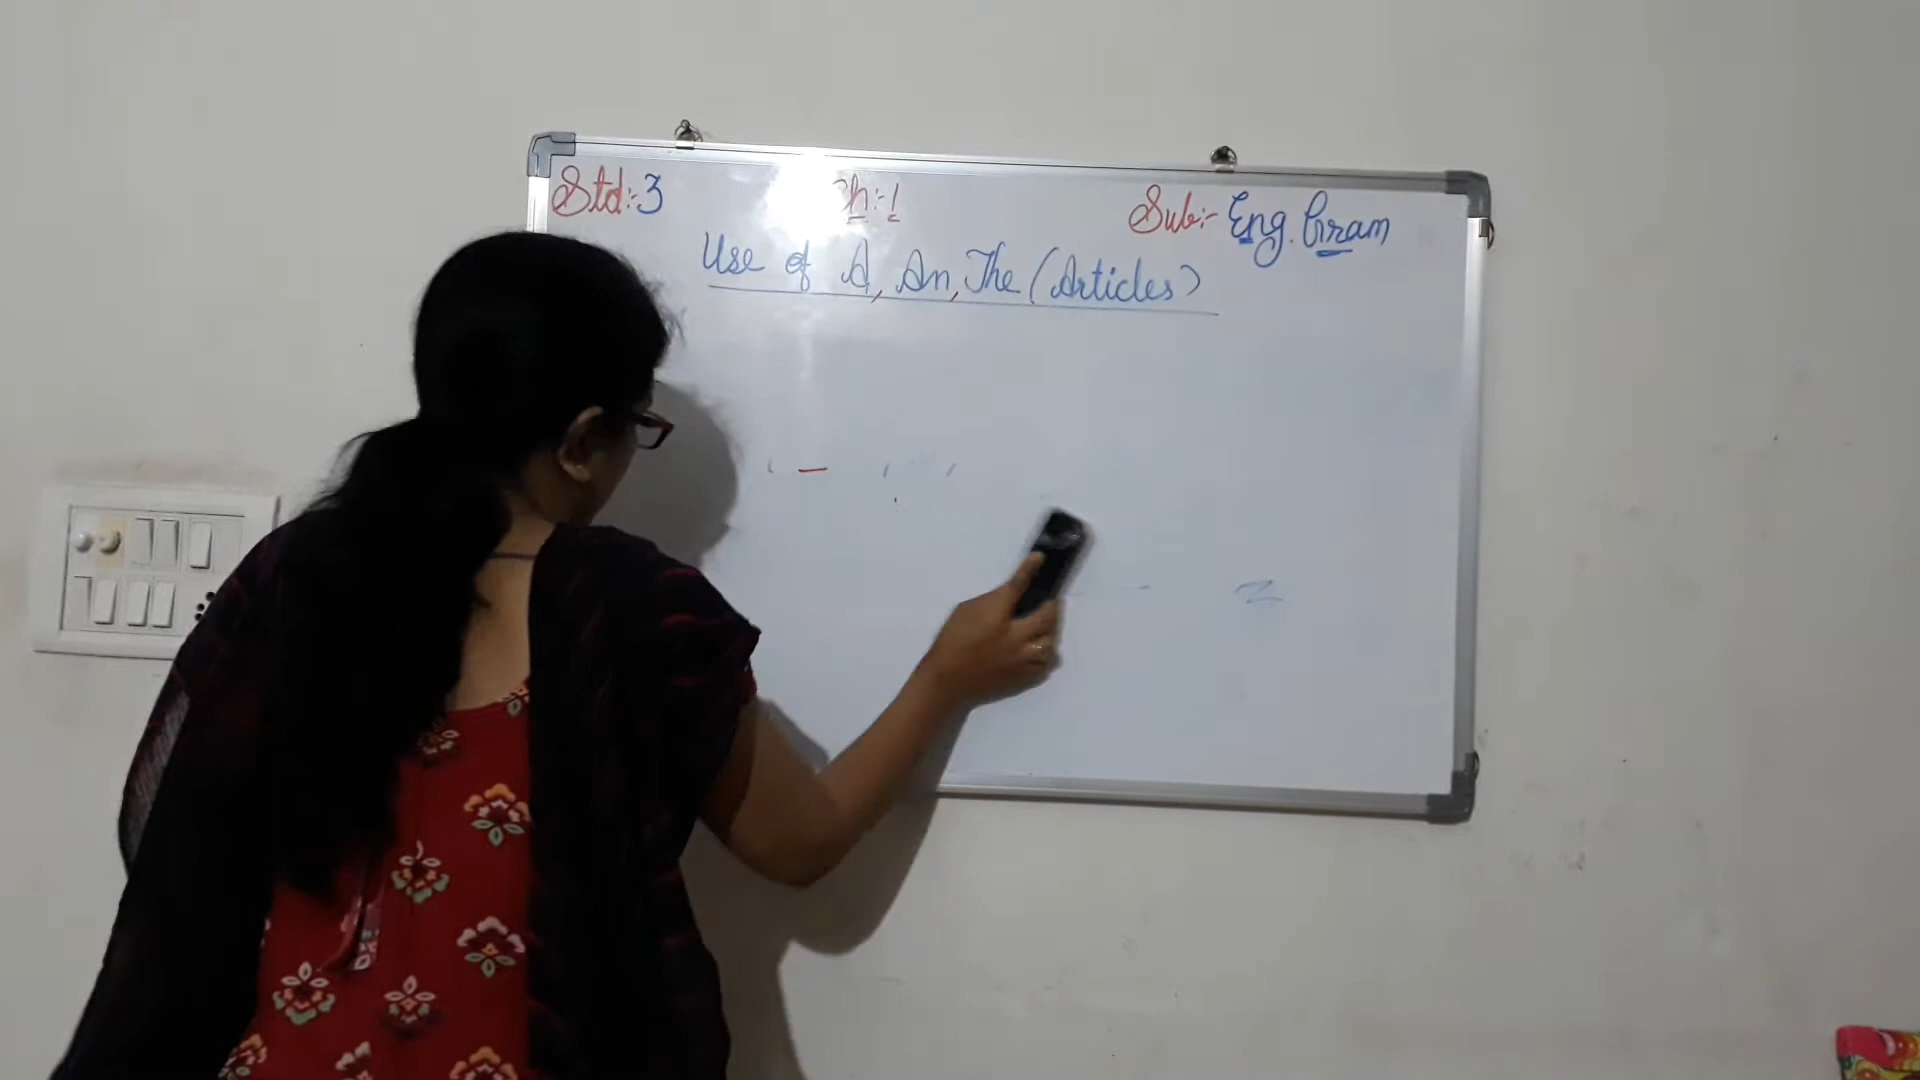 Std:-3 Ch:-1 Sub:- Eng. Gram
Use of A, An, The (Articles)